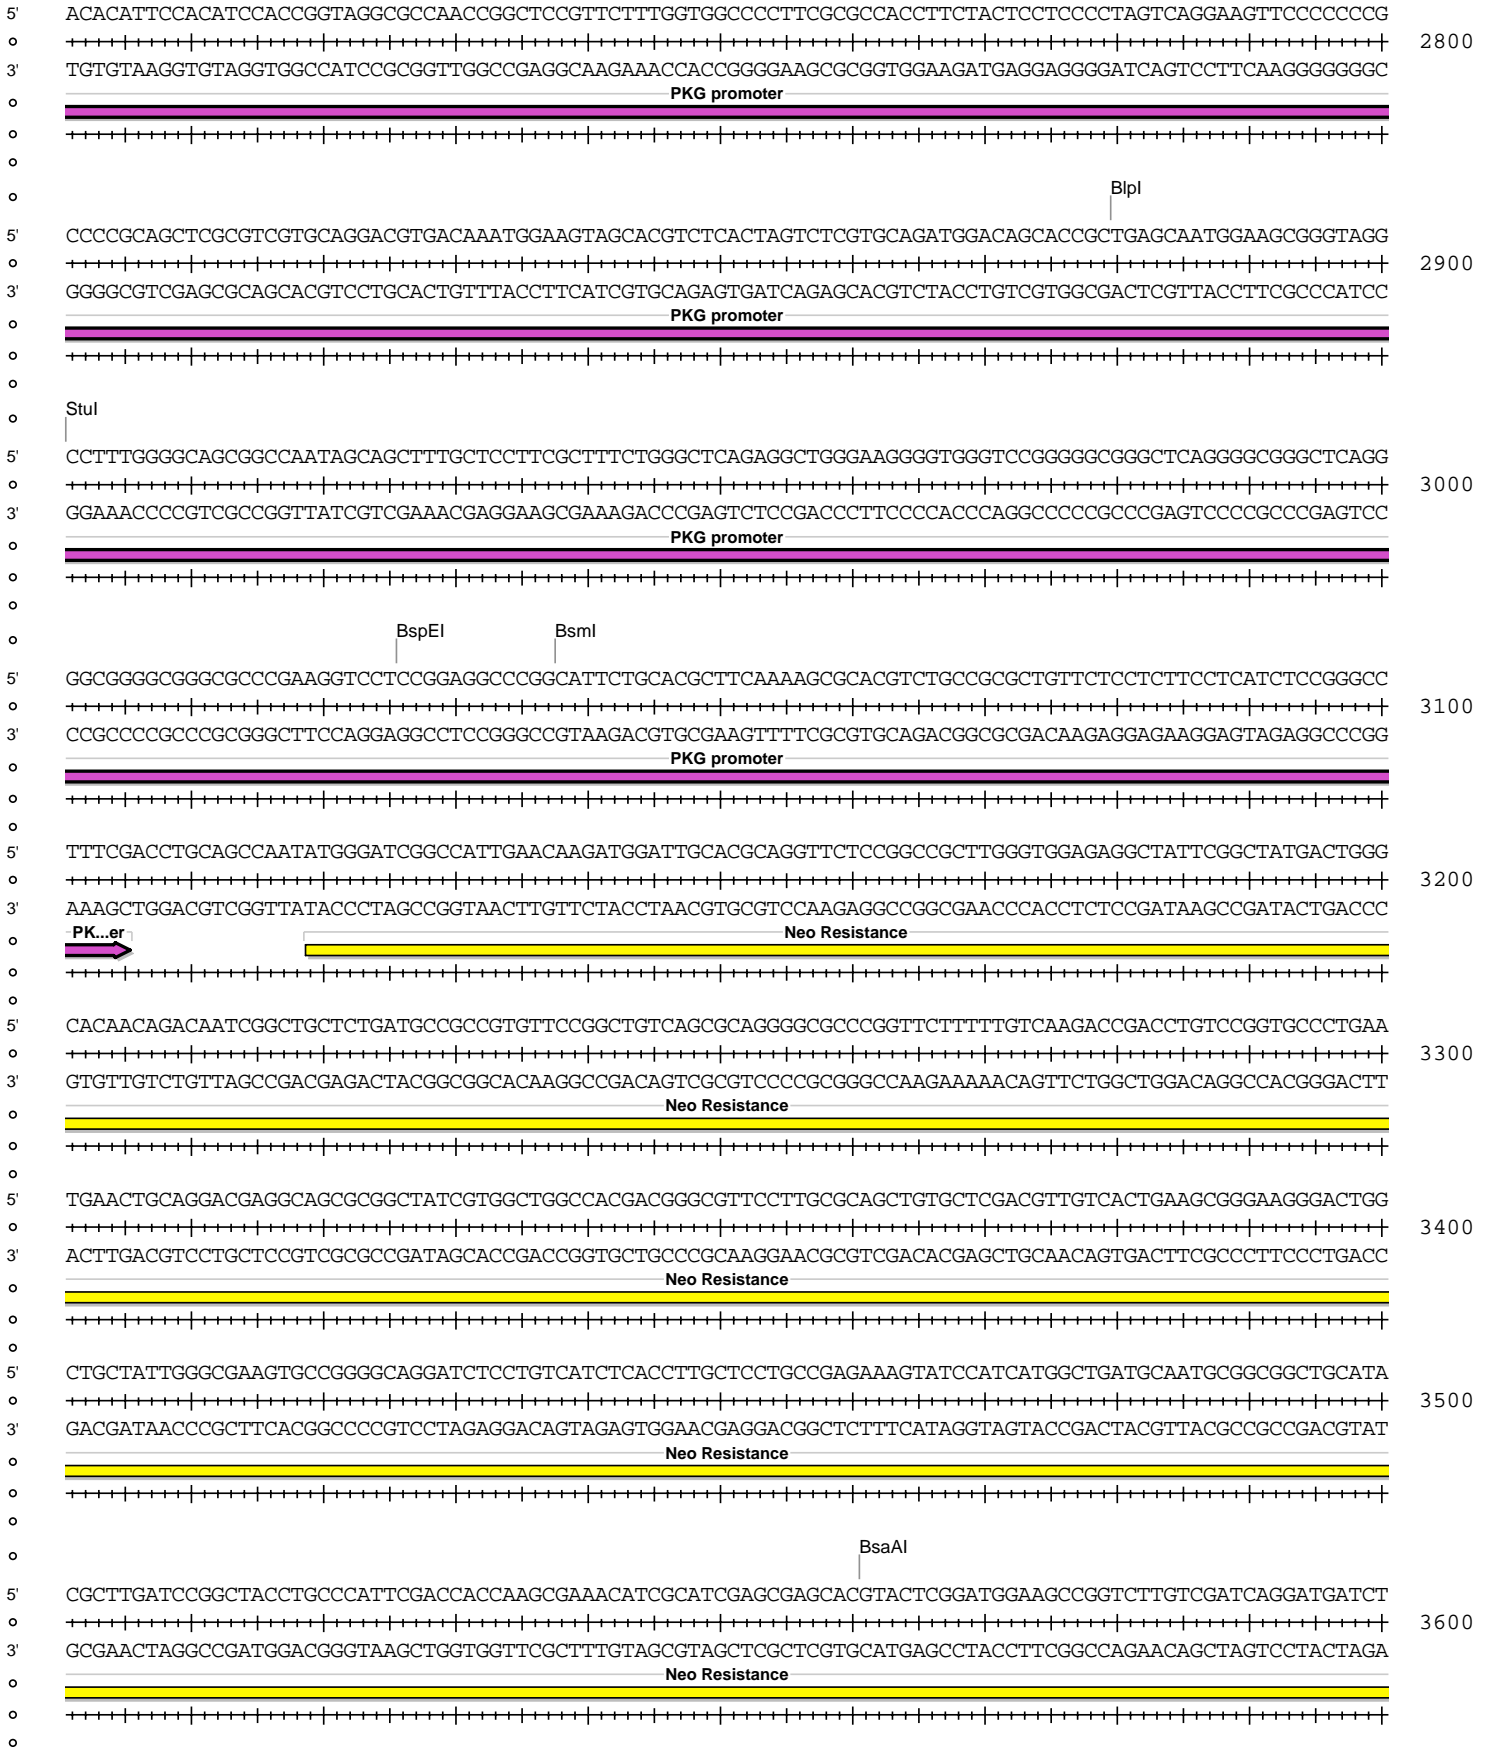 5' ACACATTCCACATCCACCGGTAGGCGCCAACCGGCTCCGTTCTTTGGTGGCCCCTTCGCGCCACCTTCTACTCCTCCCCTAGTCAGGAAGTTCCCCCCCG
2800
3' TGTGTAAGGTGTAGGTGGCCATCCGCGGTTGGCCGAGGCAAGAAACCACCGGGGAAGCGCGGTGGAAGATGAGGAGGGGATCAGTCCTTCAAGGGGGGGC
PKG promoter
BlpI
5' CCCCGCAGCTCGCGTCGTGCAGGACGTGACAAATGGAAGTAGCACGTCTCACTAGTCTCGTGCAGATGGACAGCACCGCTGAGCAATGGAAGCGGGTAGG
2900
3' GGGGCGTCGAGCGCAGCACGTCCTGCACTGTTTACCTTCATCGTGCAGAGTGATCAGAGCACGTCTACCTGTCGTGGCGACTCGTTACCTTCGCCCATCC
PKG promoter
StuI
5' CCTTTGGGGCAGCGGCCAATAGCAGCTTTGCTCCTTCGCTTTCTGGGCTCAGAGGCTGGGAAGGGGTGGGTCCGGGGGCGGGCTCAGGGGCGGGCTCAGG
3000
3' GGAAACCCCGTCGCCGGTTATCGTCGAAACGAGGAAGCGAAAGACCCGAGTCTCCGACCCTTCCCCACCCAGGCCCCCGCCCGAGTCCCCGCCCGAGTCC
PKG promoter
BspEI BsmI
5' GGCGGGGCGGGCGCCCGAAGGTCCTCCGGAGGCCCGGCATTCTGCACGCTTCAAAAGCGCACGTCTGCCGCGCTGTTCTCCTCTTCCTCATCTCCGGGCC
3100
3' CCGCCCCGCCCGCGGGCTTCCAGGAGGCCTCCGGGCCGTAAGACGTGCGAAGTTTTCGCGTGCAGACGGCGCGACAAGAGGAGAAGGAGTAGAGGCCCGG
PKG promoter
5' TTTCGACCTGCAGCCAATATGGGATCGGCCATTGAACAAGATGGATTGCACGCAGGTTCTCCGGCCGCTTGGGTGGAGAGGCTATTCGGCTATGACTGGG
3200
3' AAAGCTGGACGTCGGTTATACCCTAGCCGGTAACTTGTTCTACCTAACGTGCGTCCAAGAGGCCGGCGAACCCACCTCTCCGATAAGCCGATACTGACCC
PK...er Neo Resistance
5' CACAACAGACAATCGGCTGCTCTGATGCCGCCGTGTTCCGGCTGTCAGCGCAGGGGCGCCCGGTTCTTTTTGTCAAGACCGACCTGTCCGGTGCCCTGAA
3300
3' GTGTTGTCTGTTAGCCGACGAGACTACGGCGGCACAAGGCCGACAGTCGCGTCCCCGCGGGCCAAGAAAAACAGTTCTGGCTGGACAGGCCACGGGACTT
Neo Resistance
5' TGAACTGCAGGACGAGGCAGCGCGGCTATCGTGGCTGGCCACGACGGGCGTTCCTTGCGCAGCTGTGCTCGACGTTGTCACTGAAGCGGGAAGGGACTGG
3400
3' ACTTGACGTCCTGCTCCGTCGCGCCGATAGCACCGACCGGTGCTGCCCGCAAGGAACGCGTCGACACGAGCTGCAACAGTGACTTCGCCCTTCCCTGACC
Neo Resistance
5' CTGCTATTGGGCGAAGTGCCGGGGCAGGATCTCCTGTCATCTCACCTTGCTCCTGCCGAGAAAGTATCCATCATGGCTGATGCAATGCGGCGGCTGCATA
3500
3' GACGATAACCCGCTTCACGGCCCCGTCCTAGAGGACAGTAGAGTGGAACGAGGACGGCTCTTTCATAGGTAGTACCGACTACGTTACGCCGCCGACGTAT
Neo Resistance
BsaAI
5' CGCTTGATCCGGCTACCTGCCCATTCGACCACCAAGCGAAACATCGCATCGAGCGAGCACGTACTCGGATGGAAGCCGGTCTTGTCGATCAGGATGATCT
3600
3' GCGAACTAGGCCGATGGACGGGTAAGCTGGTGGTTCGCTTTGTAGCGTAGCTCGCTCGTGCATGAGCCTACCTTCGGCCAGAACAGCTAGTCCTACTAGA
Neo Resistance